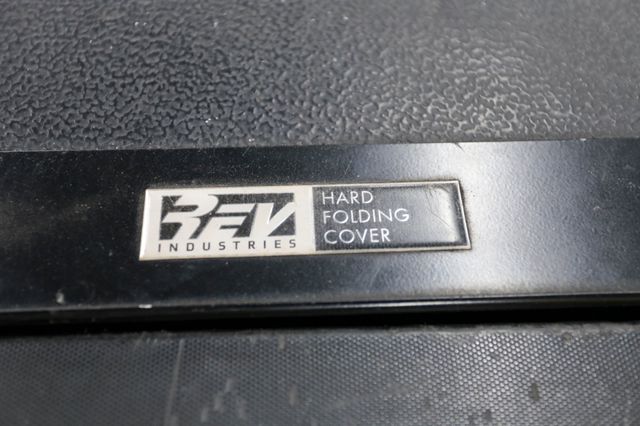 REV
INDUSTRIES
HARD
FOLDING
COVER